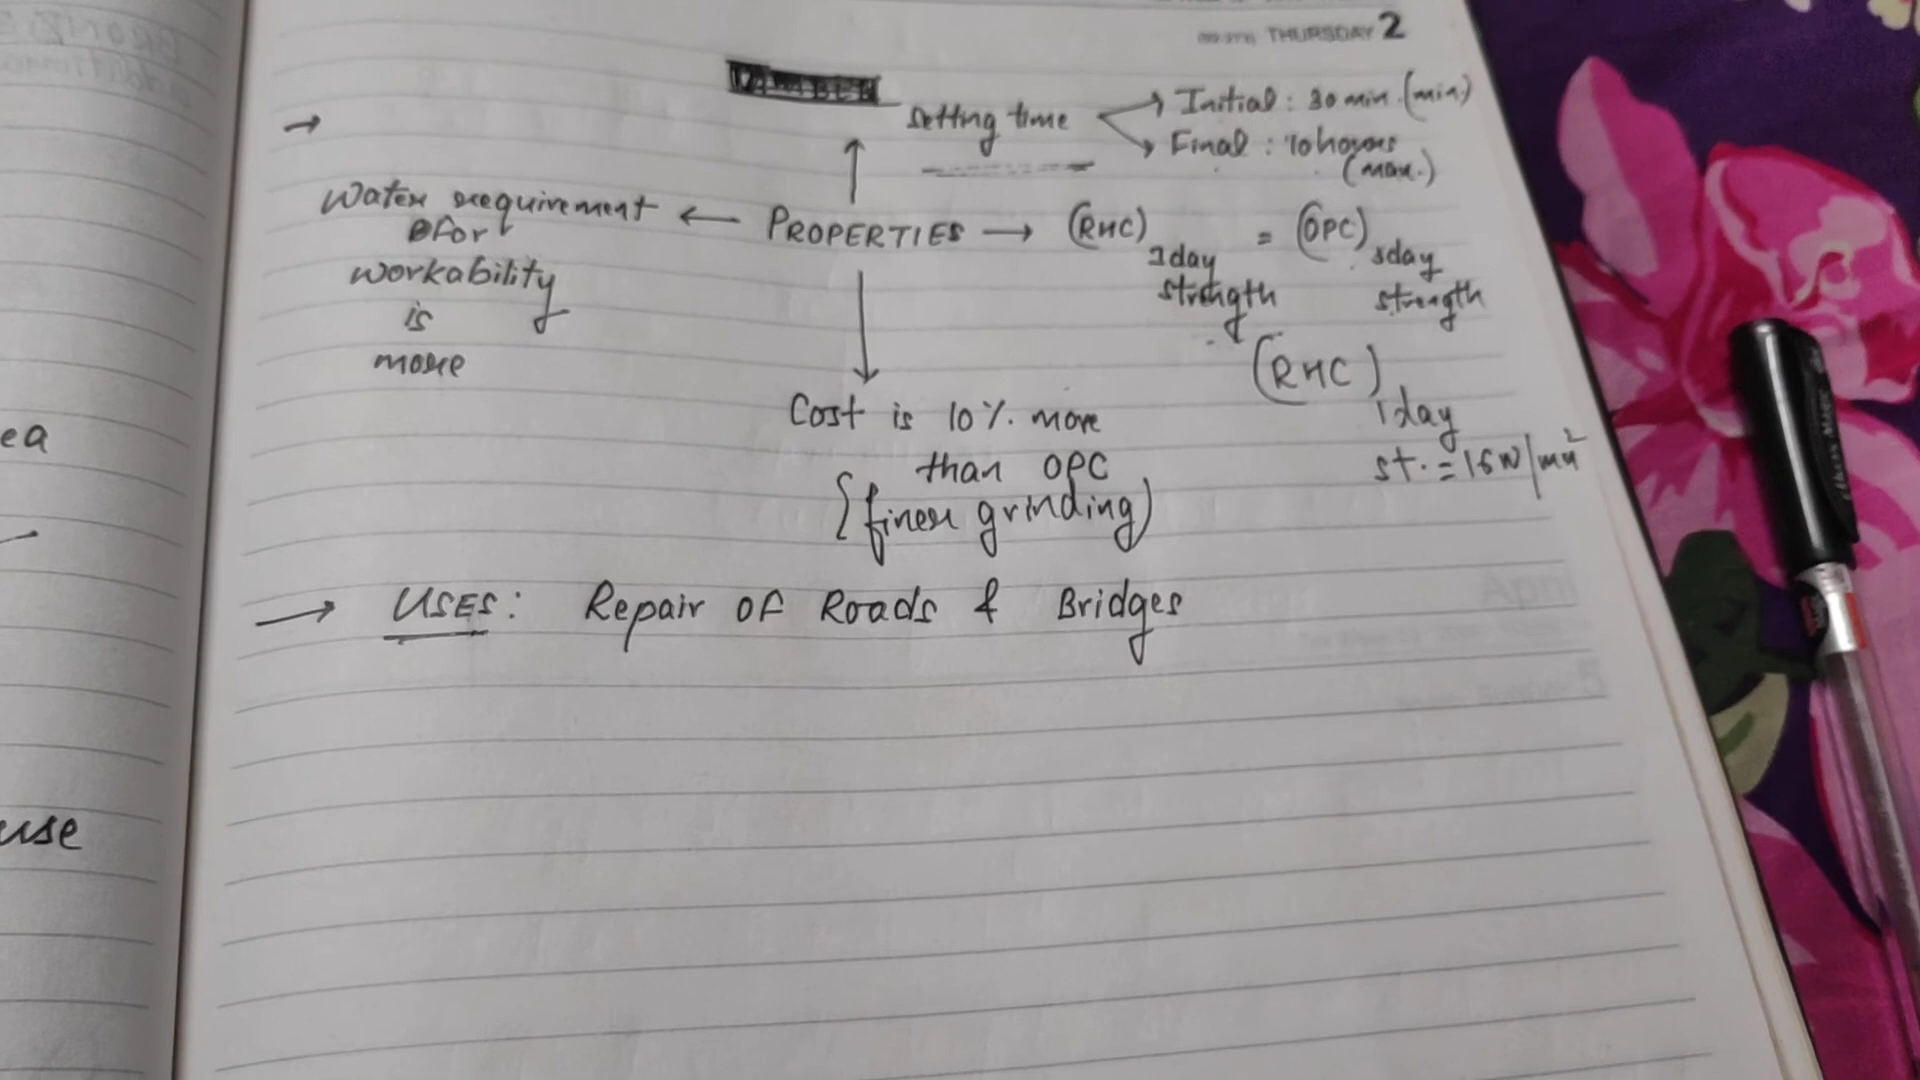 THURSDAY 2
→
Setting time → Initial : 30 min. (min)
→ Final : 10 hours
(max.)
Water requirement ← PROPERTIES → (RHC) 1day strength = (OPC) 3day strength
for
workability
is
more
(RHC) 1day
st. = 16N/mm²
Cost is 10% more
than OPC
{finer grinding)
→ USES: Repair of Roads & Bridges
ea
use
April